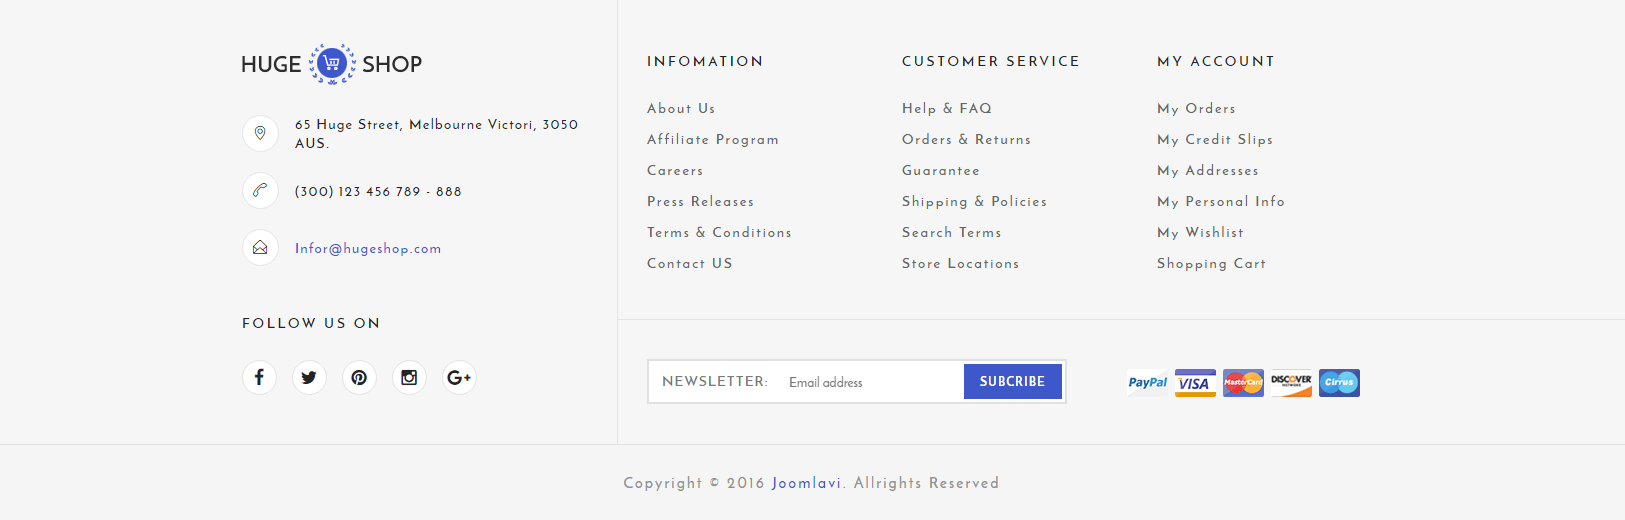 HUGE SHOP
65 Huge Street, Melbourne Victori, 3050
AUS.
(300) 123 456 789 - 888
Infor@hugeshop.com
FOLLOW US ON
INFOMATION
About Us
Affiliate Program
Careers
Press Releases
Terms & Conditions
Contact US
CUSTOMER SERVICE
Help & FAQ
Orders & Returns
Guarantee
Shipping & Policies
Search Terms
Store Locations
MY ACCOUNT
My Orders
My Credit Slips
My Addresses
My Personal Info
My Wishlist
Shopping Cart
NEWSLETTER: Email address SUBCRIBE
PayPal VISA MasterCard DISCOVER NETWORK Cirrus
Copyright © 2016 Joomlavi. Allrights Reserved